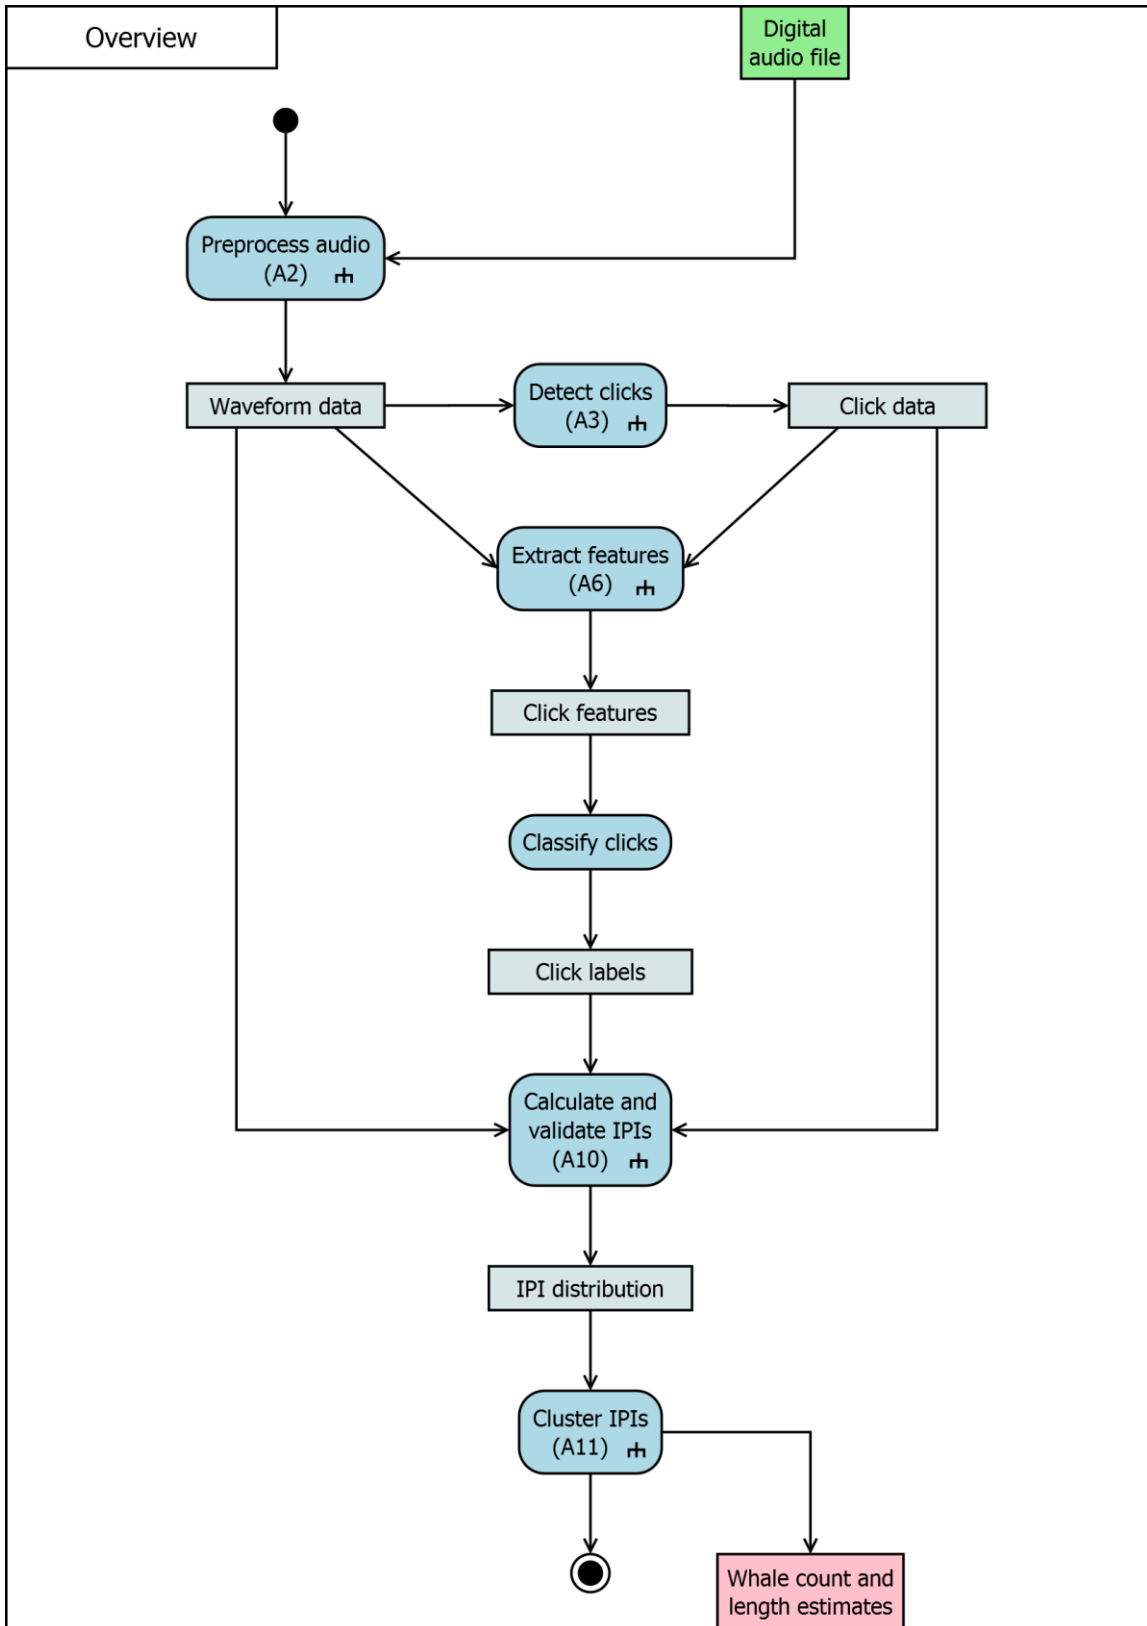 Overview
Digital
audio file
Preprocess audio
(A2)
Waveform data
Detect clicks
(A3)
Click data
Extract features
(A6)
Click features
Classify clicks
Click labels
Calculate and
validate IPIs
(A10)
IPI distribution
Cluster IPIs
(A11)
Whale count and
length estimates